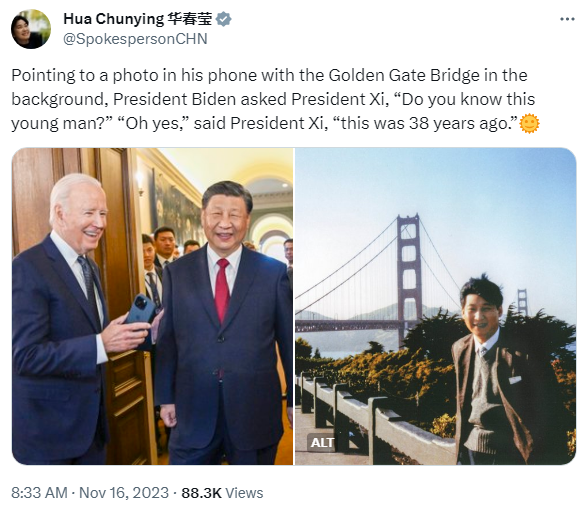 Hua Chunying 华春莹
@SpokespersonCHN
Pointing to a photo in his phone with the Golden Gate Bridge in the
background, President Biden asked President Xi, “Do you know this
young man?” “Oh yes,” said President Xi, “this was 38 years ago.”🌞
ALT
8:33 AM · Nov 16, 2023 · 88.3K Views